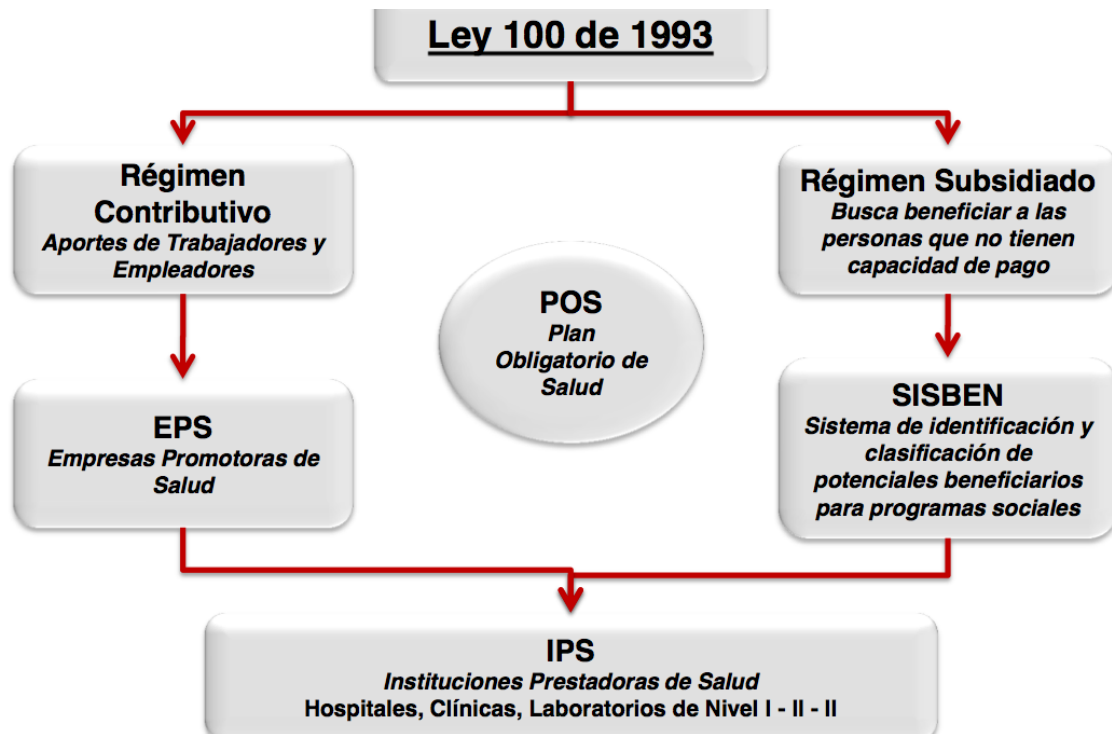 Ley 100 de 1993
Régimen
Contributivo
Aportes de Trabajadores y
Empleadores
Régimen Subsidiado
Busca beneficiar a las
personas que no tienen
capacidad de pago
POS
Plan
Obligatorio de
Salud
EPS
Empresas Promotoras de
Salud
SISBEN
Sistema de identificación y
clasificación de
potenciales beneficiarios
para programas sociales
IPS
Instituciones Prestadoras de Salud
Hospitales, Clínicas, Laboratorios de Nivel I - II - II